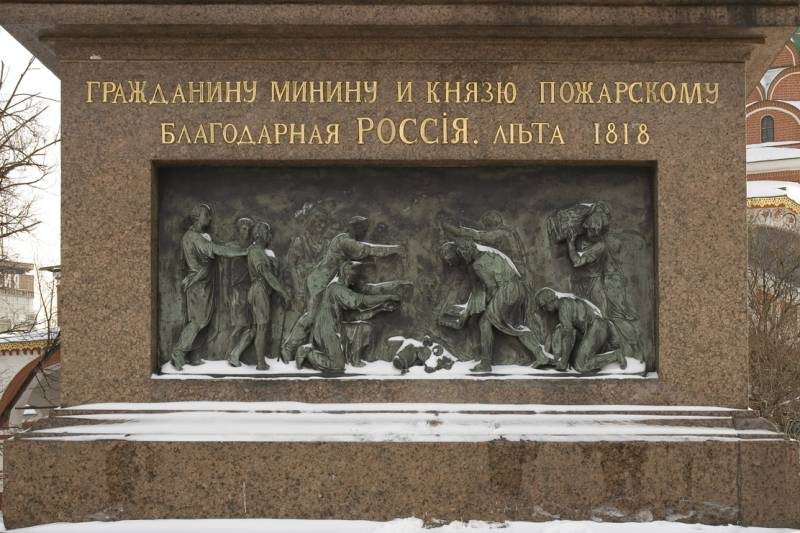 ГРАЖДАНИНУ МИНИНУ И КНЯЗЮ ПОЖАРСКОМУ
БЛАГОДАРНАЯ РОССІЯ. ЛѢТА 1818